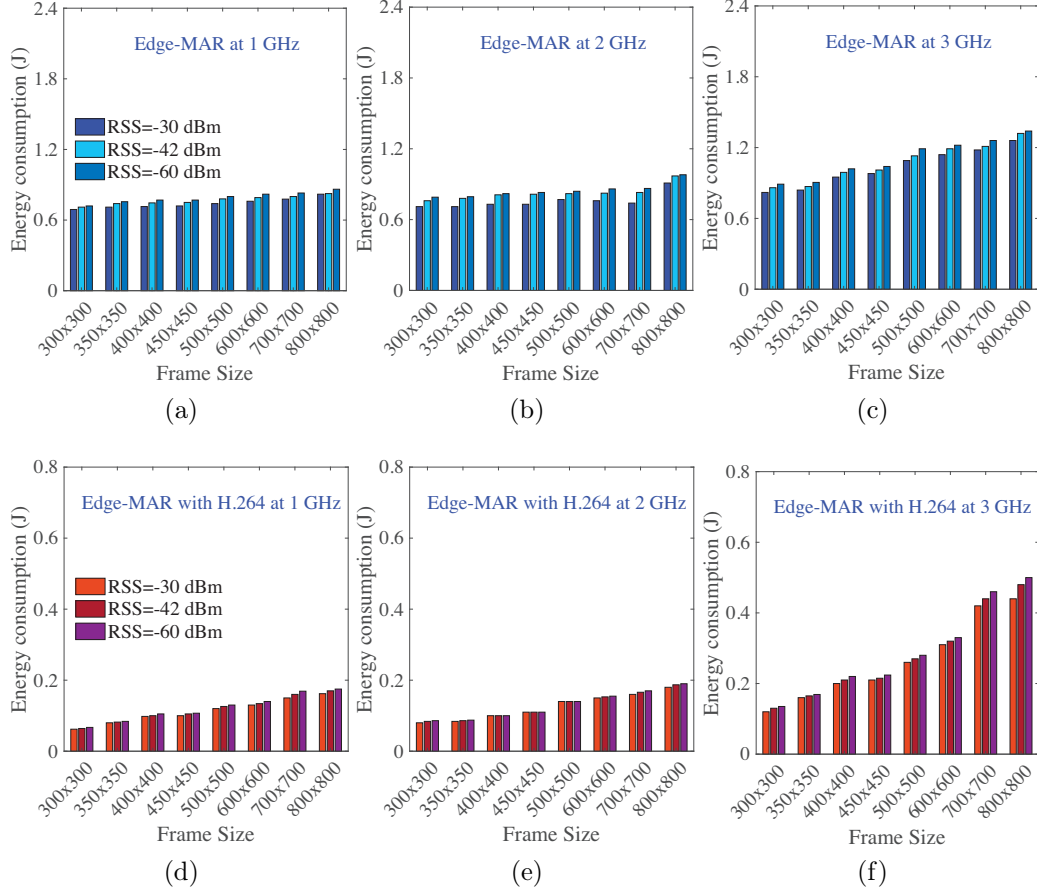 2.4
1.8
1.2
0.6
0
Energy consumption (J)
Edge-MAR at 1 GHz
RSS=-30 dBm
RSS=-42 dBm
RSS=-60 dBm
300x300
350x350
400x400
450x450
500x500
600x600
700x700
800x800
Frame Size
(a)
2.4
1.8
1.2
0.6
0
Energy consumption (J)
Edge-MAR at 2 GHz
300x300
350x350
400x400
450x450
500x500
600x600
700x700
800x800
Frame Size
(b)
2.4
1.8
1.2
0.6
0
Energy consumption (J)
Edge-MAR at 3 GHz
300x300
350x350
400x400
450x450
500x500
600x600
700x700
800x800
Frame Size
(c)
0.8
0.6
0.4
0.2
0
Energy consumption (J)
Edge-MAR with H.264 at 1 GHz
RSS=-30 dBm
RSS=-42 dBm
RSS=-60 dBm
300x300
350x350
400x400
450x450
500x500
600x600
700x700
800x800
Frame Size
(d)
0.8
0.6
0.4
0.2
0
Energy consumption (J)
Edge-MAR with H.264 at 2 GHz
300x300
350x350
400x400
450x450
500x500
600x600
700x700
800x800
Frame Size
(e)
0.8
0.6
0.4
0.2
0
Energy consumption (J)
Edge-MAR with H.264 at 3 GHz
300x300
350x350
400x400
450x450
500x500
600x600
700x700
800x800
Frame Size
(f)